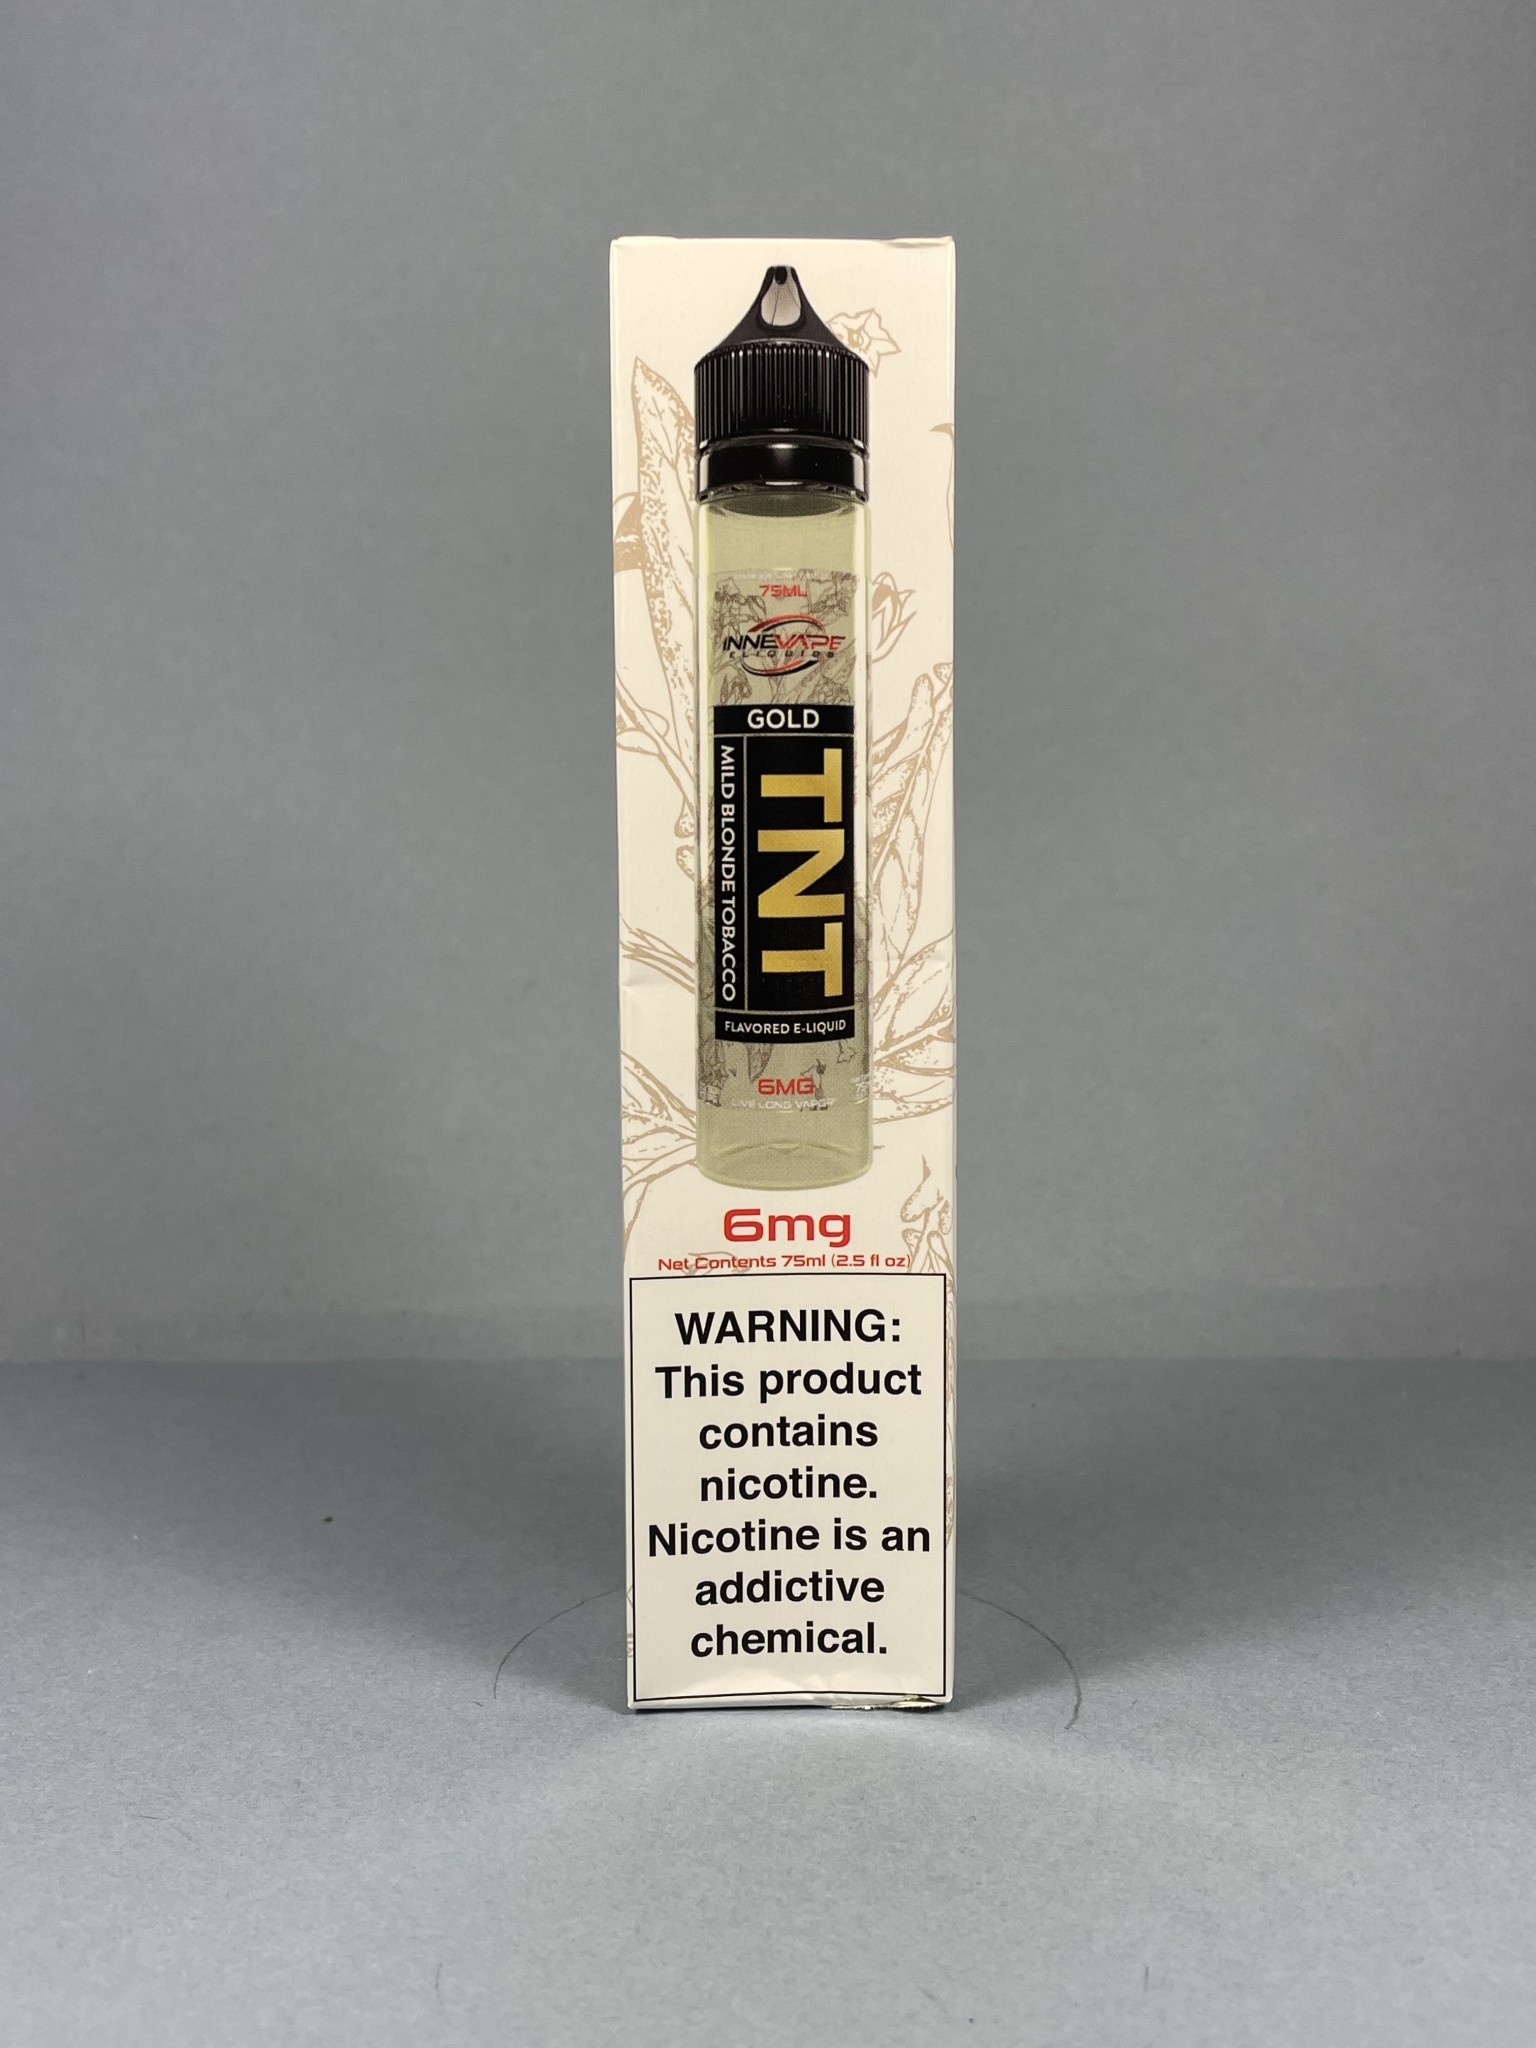 75ML
INNEVAPE
ELIQUIDS
GOLD
TNT
MILD BLONDE TOBACCO
FLAVORED E-LIQUID
6MG
LIVE LONG VAPOR
6mg
Net Contents 75ml (2.5 fl oz)
WARNING:
This product
contains
nicotine.
Nicotine is an
addictive
chemical.